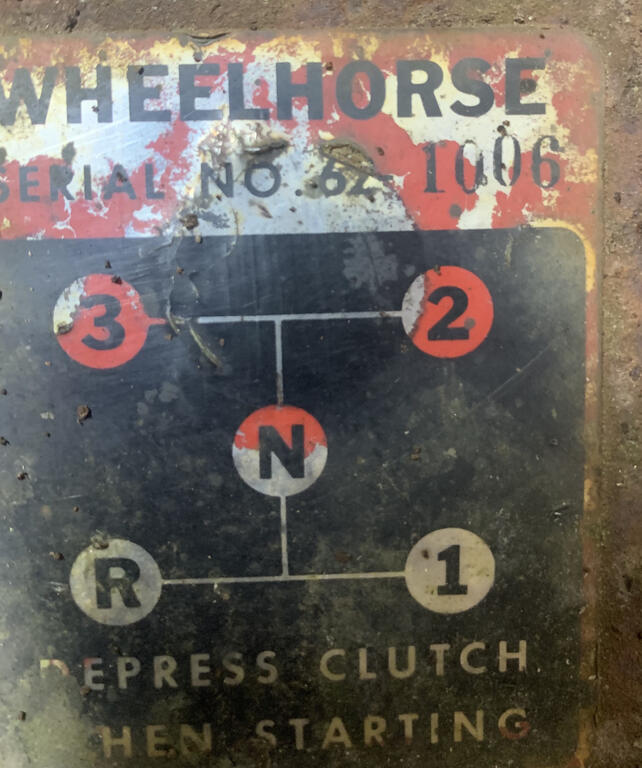 WHEELHORSE
SERIAL NO. 62-1006
3 2
N
R 1
DEPRESS CLUTCH
HEN STARTING